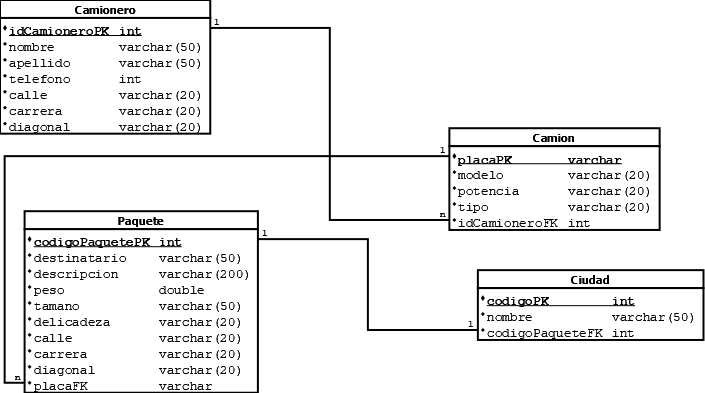 Camionero
idCamioneroPK int
nombre varchar(50)
apellido varchar(50)
telefono int
calle varchar(20)
carrera varchar(20)
diagonal varchar(20)
1
n
Camion
placaPK varchar
modelo varchar(20)
potencia varchar(20)
tipo varchar(20)
idCamioneroFK int
1
n
Paquete
codigoPaquetePK int
destinatario varchar(50)
descripcion varchar(200)
peso double
tamano varchar(50)
delicadeza varchar(20)
calle varchar(20)
carrera varchar(20)
diagonal varchar(20)
placaFK varchar
1
1
Ciudad
codigoPK int
nombre varchar(50)
codigoPaqueteFK int